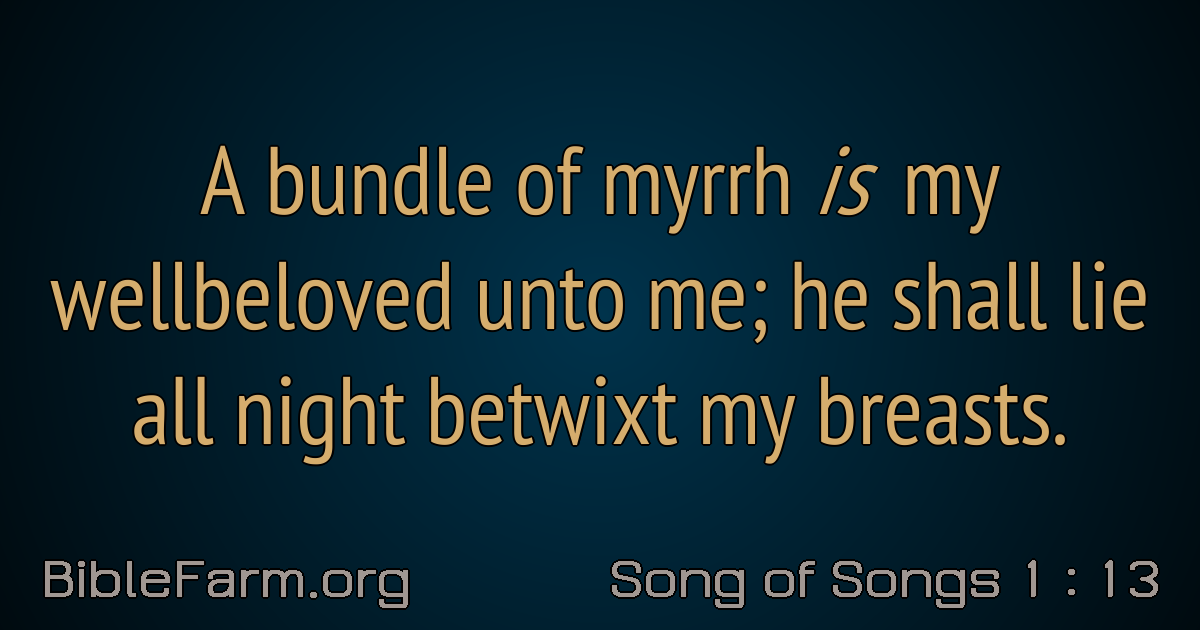 A bundle of myrrh is my
wellbeloved unto me; he shall lie
all night betwixt my breasts.
BibleFarm.org
Song of Songs 1 : 13